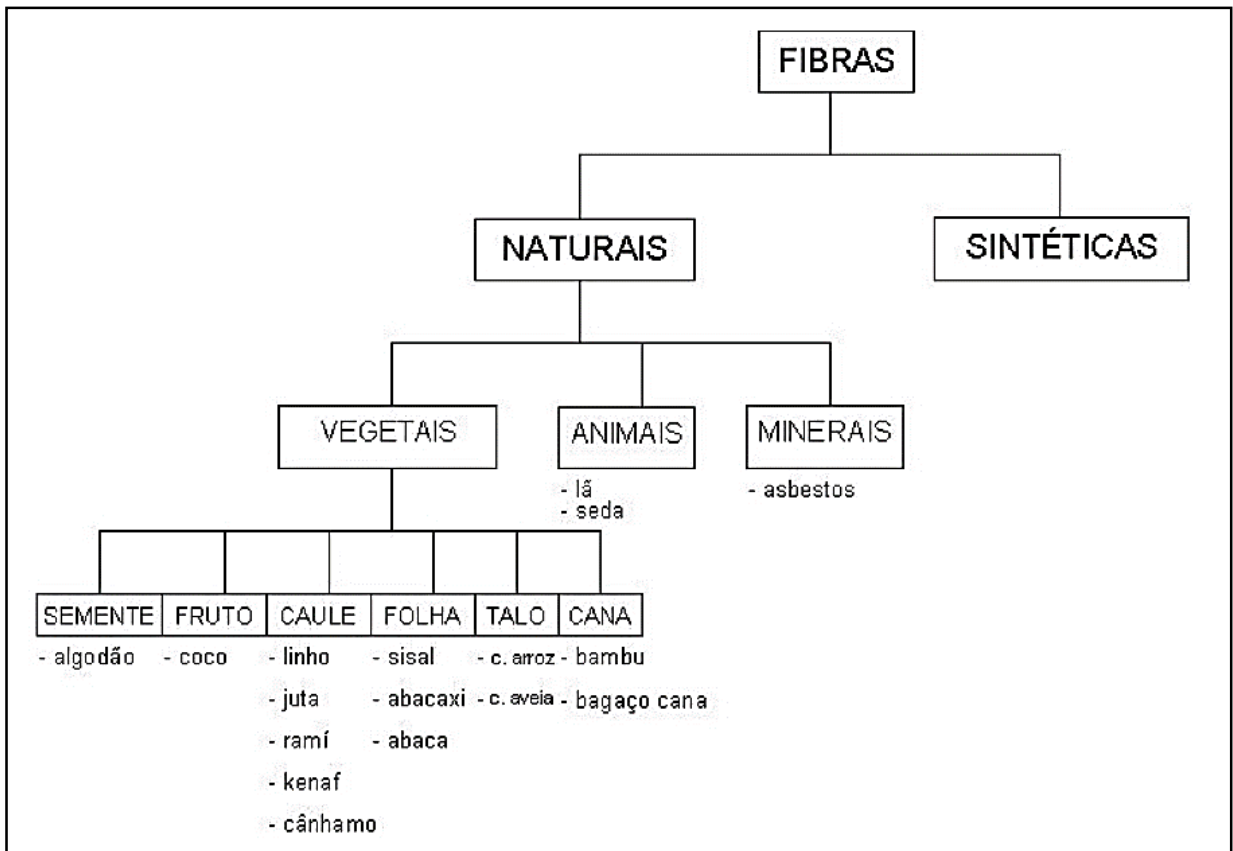 FIBRAS
NATURAIS
SINTÉTICAS
VEGETAIS
ANIMAIS
MINERAIS
- lã
- seda
- asbestos
SEMENTE
FRUTO
CAULE
FOLHA
TALO
CANA
- algodão
- coco
- linho
- juta
- ramí
- kenaf
- cânhamo
- sisal
- abacaxi
- abaca
- c. arroz
- c. aveia
- bambu
- bagaço cana